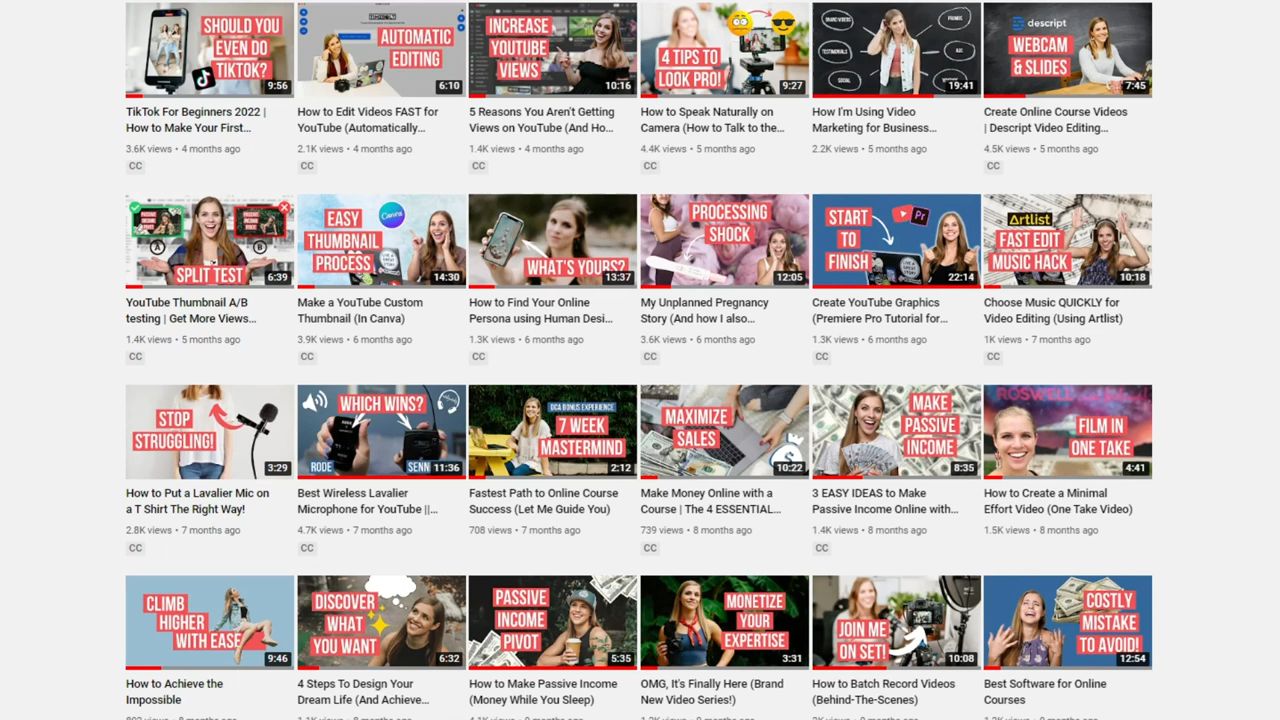 SHOULD YOU
EVEN DO
TIKTOK?
9:56
TikTok For Beginners 2022 |
How to Make Your First...
3.6K views • 4 months ago
CC
AUTOMATIC
EDITING
6:10
How to Edit Videos FAST for
YouTube (Automatically...
2.1K views • 4 months ago
CC
INCREASE
YOUTUBE
VIEWS
10:16
5 Reasons You Aren't Getting
Views on YouTube (And Ho...
1.4K views • 4 months ago
CC
4 TIPS TO
LOOK PRO!
9:27
How to Speak Naturally on
Camera (How to Talk to the...
4.4K views • 5 months ago
CC
TESTIMONIALS
SOCIAL
19:41
How I'm Using Video
Marketing for Business...
2.2K views • 5 months ago
descript
WEBCAM
& SLIDES
7:45
Create Online Course Videos
| Descript Video Editing...
4.5K views • 5 months ago
CC
PASSIVE
INCOME
A
B
SPLIT TEST
6:39
YouTube Thumbnail A/B
testing | Get More Views...
1.4K views • 5 months ago
CC
Canva
EASY
THUMBNAIL
PROCESS
14:30
Make a YouTube Custom
Thumbnail (In Canva)
3.9K views • 6 months ago
CC
WHAT'S YOURS?
13:37
How to Find Your Online
Persona using Human Desi...
1.3K views • 6 months ago
CC
PROCESSING
SHOCK
12:05
My Unplanned Pregnancy
Story (And how I also...
3.6K views • 6 months ago
CC
START
TO
FINISH
Pr
22:14
Create YouTube Graphics
(Premiere Pro Tutorial for...
1.3K views • 6 months ago
CC
Artlist
FAST EDIT
MUSIC HACK
10:18
Choose Music QUICKLY for
Video Editing (Using Artlist)
1K views • 7 months ago
CC
STOP
STRUGGLING!
3:29
How to Put a Lavalier Mic on
a T Shirt The Right Way!
2.8K views • 7 months ago
CC
WHICH WINS?
RODE
SENN
11:36
Best Wireless Lavalier
Microphone for YouTube ||...
4.7K views • 7 months ago
CC
OCA BONUS EXPERIENCE
7 WEEK
MASTERMIND
2:12
Fastest Path to Online Course
Success (Let Me Guide You)
708 views • 7 months ago
MAXIMIZE
SALES
10:22
Make Money Online with a
Course | The 4 ESSENTIAL...
739 views • 8 months ago
CC
MAKE
PASSIVE
INCOME
8:35
3 EASY IDEAS to Make
Passive Income Online with...
1.4K views • 8 months ago
CC
ROSWELL
FILM IN
ONE TAKE
4:41
How to Create a Minimal
Effort Video (One Take Video)
1.5K views • 8 months ago
CLIMB
HIGHER
WITH EASE
9:46
How to Achieve the
Impossible
DISCOVER
WHAT
YOU WANT
6:32
4 Steps To Design Your
Dream Life (And Achieve...
PASSIVE
INCOME
PIVOT
5:35
How to Make Passive Income
(Money While You Sleep)
MONETIZE
YOUR
EXPERTISE
3:31
OMG, It's Finally Here (Brand
New Video Series!)
JOIN ME
ON SET!
10:08
How to Batch Record Videos
(Behind-The-Scenes)
COSTLY
MISTAKE
TO AVOID!
12:54
Best Software for Online
Courses